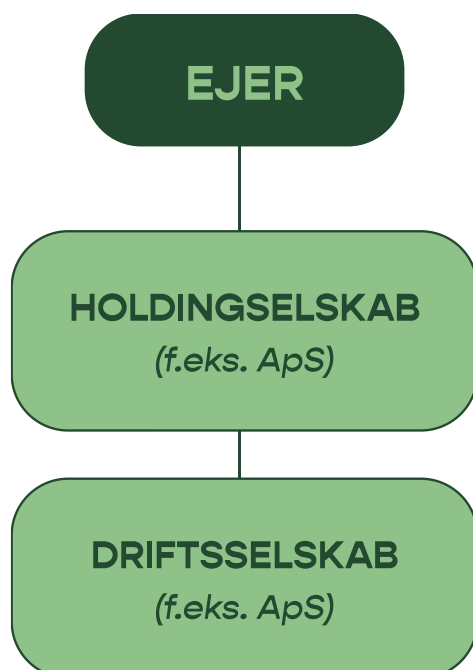 EJER
HOLDINGSELSKAB
(f.eks. ApS)
DRIFTSSELSKAB
(f.eks. ApS)